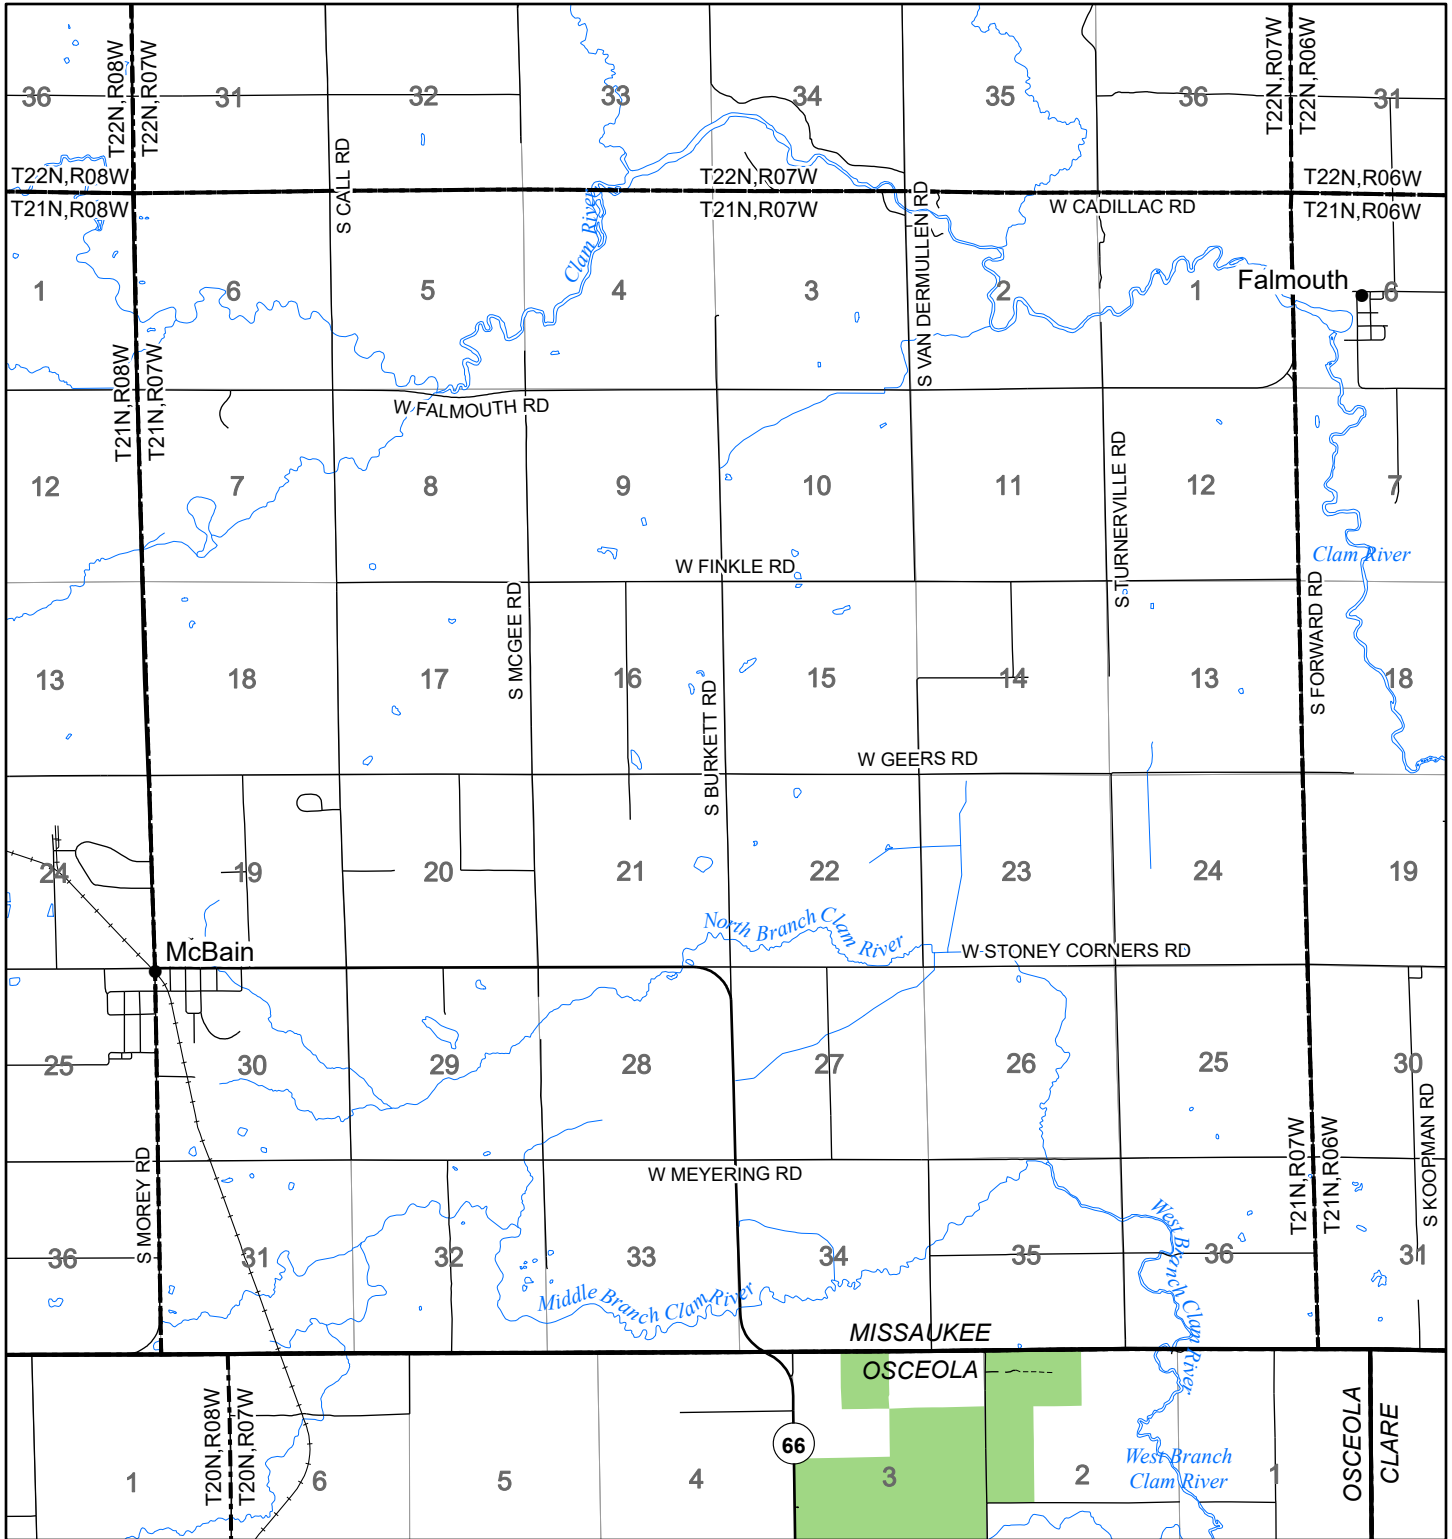 T22N,R08W
T22N,R07W
T22N,R07W
T22N,R06W
36
31
32
33
34
35
36
31
S CALL RD
T22N,R08W
T22N,R07W
T22N,R06W
T21N,R08W
T21N,R07W
W CADILLAC RD
T21N,R06W
Clam River
S VAN DERMULLEN RD
Falmouth
1
6
5
4
3
2
1
6
T21N,R08W
T21N,R07W
W FALMOUTH RD
12
7
8
9
10
11
12
7
S TURNERVILLE RD
Clam River
W FINKLE RD
S MCGEE RD
S FORWARD RD
13
18
17
16
15
14
13
18
S BURKETT RD
W GEERS RD
24
19
20
21
22
23
24
19
North Branch Clam River
McBain
W STONEY CORNERS RD
25
30
29
28
27
26
25
30
S KOOPMAN RD
T21N,R07W
T21N,R06W
S MOREY RD
W MEYERING RD
West Branch Clam River
36
31
32
33
34
35
36
31
Middle Branch Clam River
MISSAUKEE
OSCEOLA
T20N,R08W
T20N,R07W
66
OSCEOLA
CLARE
1
6
5
4
3
2
1
West Branch
Clam River